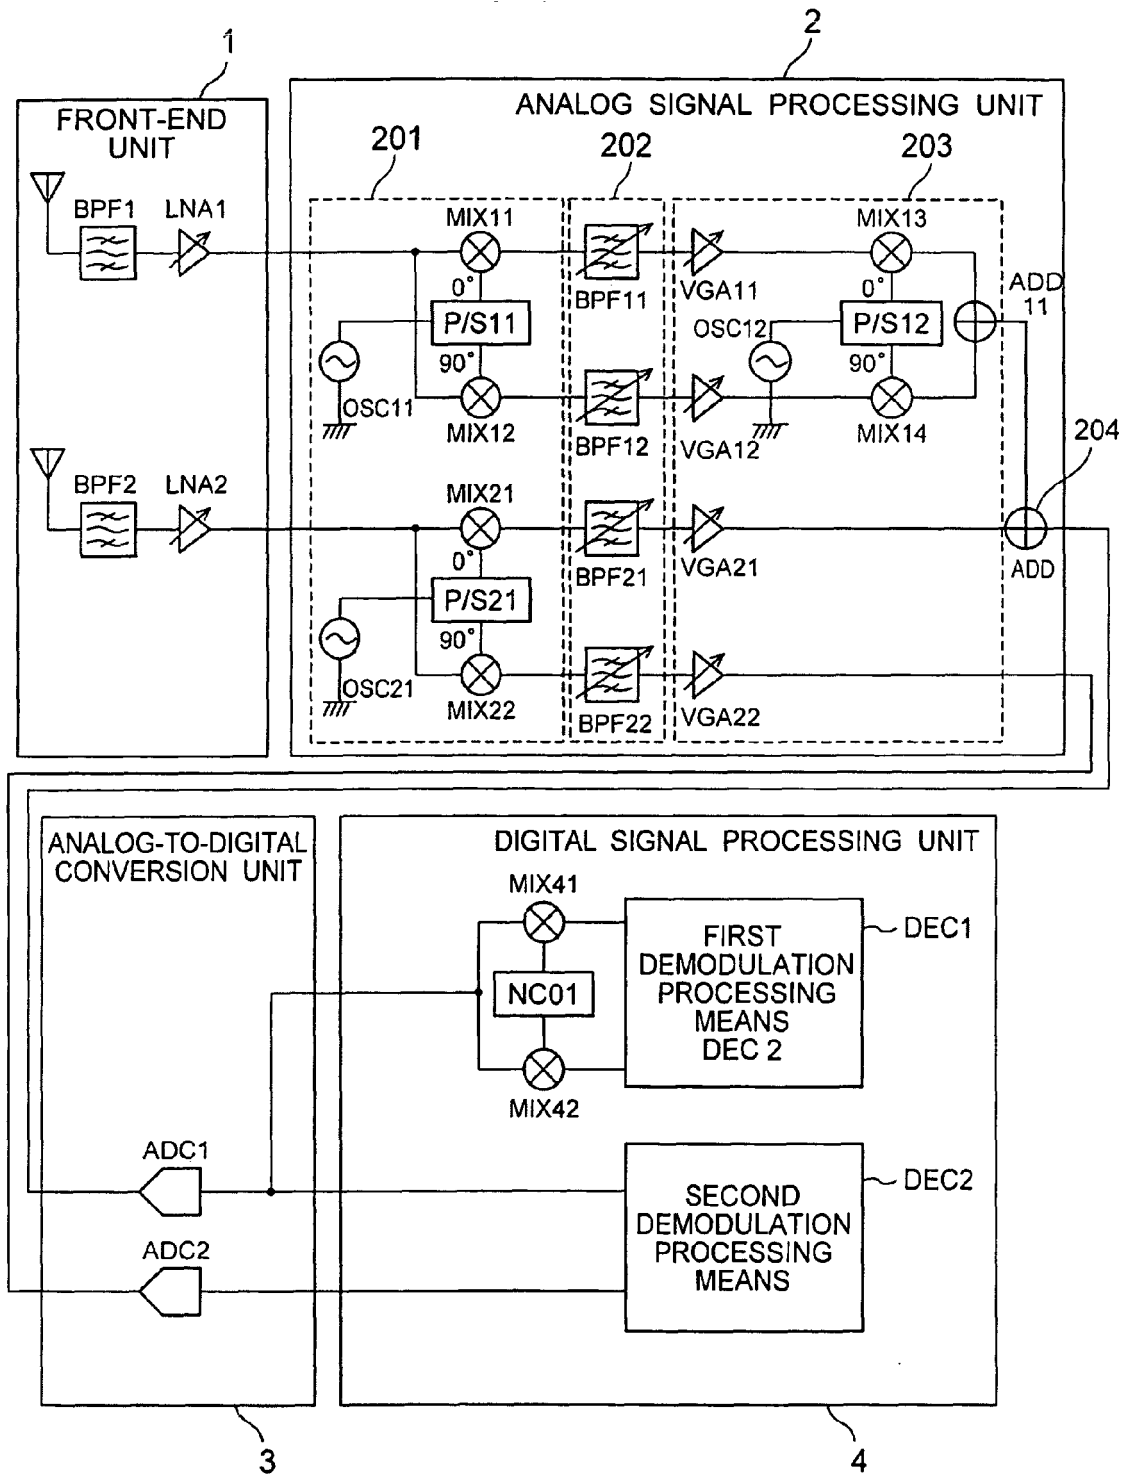 2
1
ANALOG SIGNAL PROCESSING UNIT
FRONT-END
UNIT
201
202
203
BPF1
LNA1
MIX11
MIX13
0°
BPF11
VGA11
0°
ADD
11
P/S11
OSC12
P/S12
90°
90°
OSC11
MIX12
BPF12
VGA12
MIX14
204
BPF2
LNA2
MIX21
0°
BPF21
VGA21
ADD
P/S21
90°
OSC21
MIX22
BPF22
VGA22
ANALOG-TO-DIGITAL
CONVERSION UNIT
DIGITAL SIGNAL PROCESSING UNIT
MIX41
FIRST
DEMODULATION
PROCESSING
MEANS
DEC 2
DEC1
NC01
MIX42
ADC1
SECOND
DEMODULATION
PROCESSING
MEANS
DEC2
ADC2
3
4